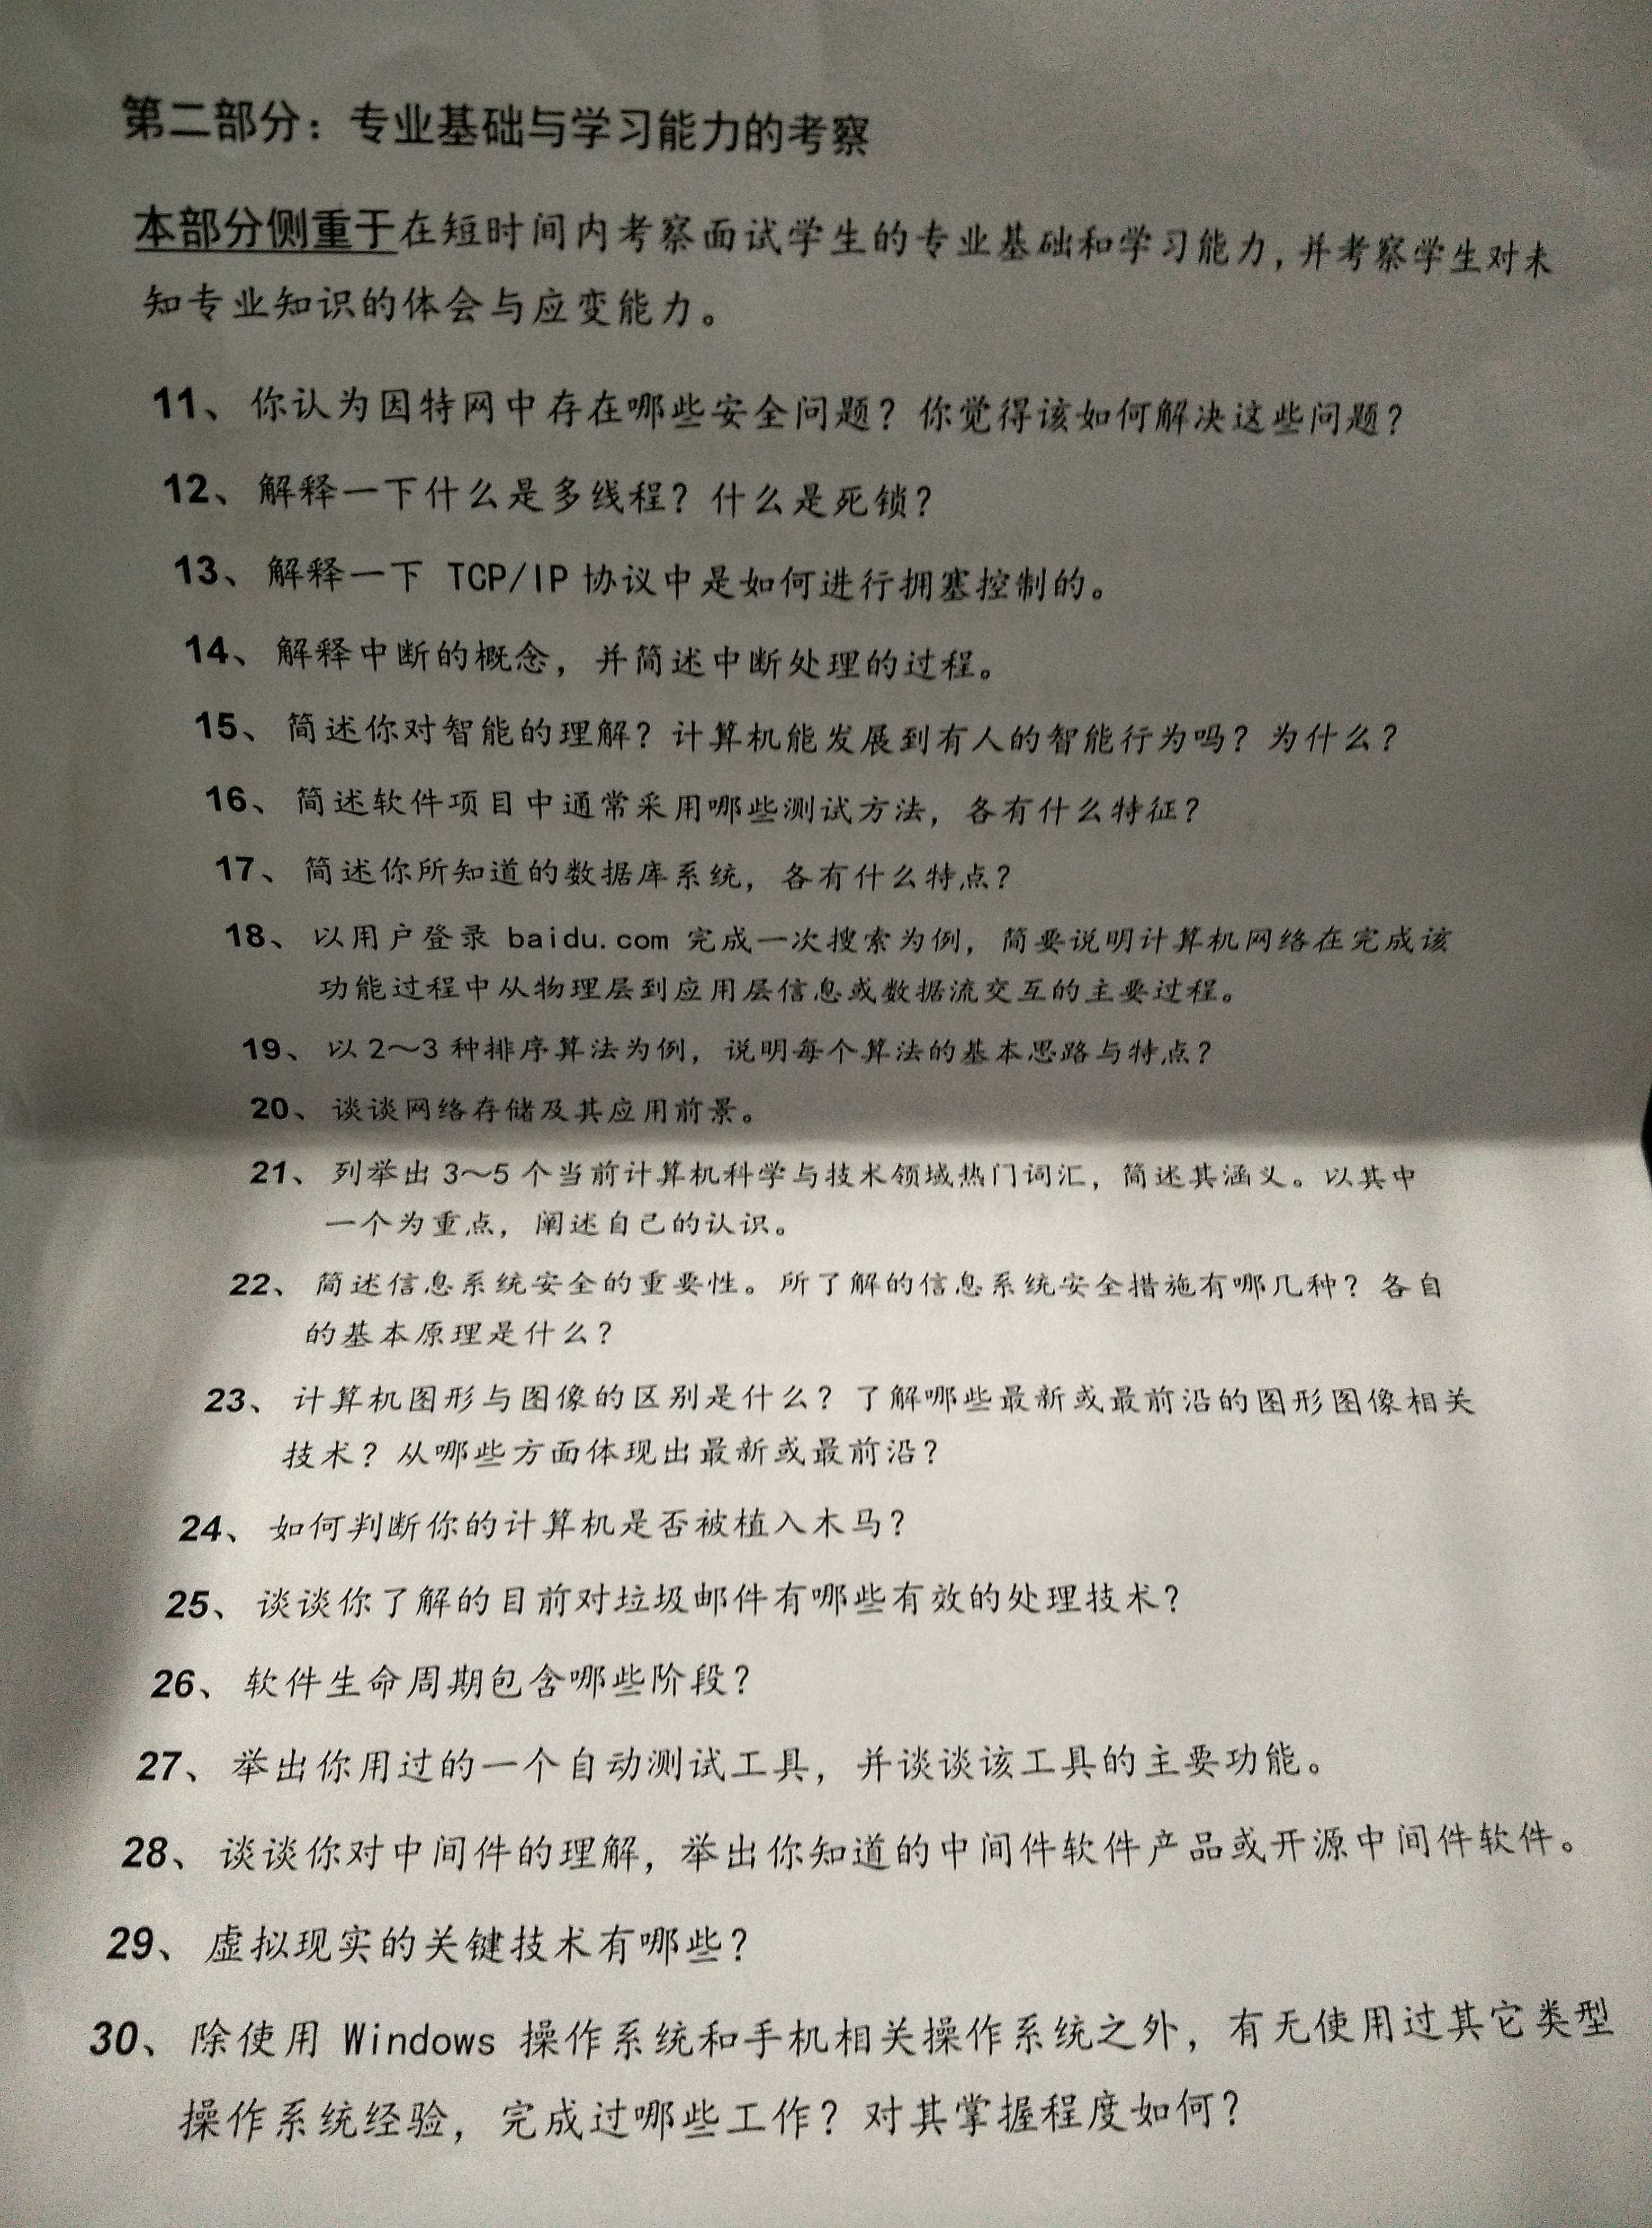 第二部分：专业基础与学习能力的考察
本部分侧重于在短时间内考察面试学生的专业基础和学习能力，并考察学生对未
知专业知识的体会与应变能力。
11、你认为因特网中存在哪些安全问题？你觉得该如何解决这些问题？
12、解释一下什么是多线程？什么是死锁？
13、解释一下 TCP/IP 协议中是如何进行拥塞控制的。
14、解释中断的概念，并简述中断处理的过程。
15、简述你对智能的理解？计算机能发展到有人的智能行为吗？为什么？
16、简述软件项目中通常采用哪些测试方法，各有什么特征？
17、简述你所知道的数据库系统，各有什么特点？
18、以用户登录 baidu.com 完成一次搜索为例，简要说明计算机网络在完成该
功能过程中从物理层到应用层信息或数据流交互的主要过程。
19、以 2～3 种排序算法为例，说明每个算法的基本思路与特点？
20、谈谈网络存储及其应用前景。
21、列举出 3～5 个当前计算机科学与技术领域热门词汇，简述其涵义。以其中
一个为重点，阐述自己的认识。
22、简述信息系统安全的重要性。所了解的信息系统安全措施有哪几种？各自
的基本原理是什么？
23、计算机图形与图像的区别是什么？了解哪些最新或最前沿的图形图像相关
技术？从哪些方面体现出最新或最前沿？
24、如何判断你的计算机是否被植入木马？
25、谈谈你了解的目前对垃圾邮件有哪些有效的处理技术？
26、软件生命周期包含哪些阶段？
27、举出你用过的一个自动测试工具，并谈谈该工具的主要功能。
28、谈谈你对中间件的理解，举出你知道的中间件软件产品或开源中间件软件。
29、虚拟现实的关键技术有哪些？
30、除使用 Windows 操作系统和手机相关操作系统之外，有无使用过其它类型
操作系统经验，完成过哪些工作？对其掌握程度如何？